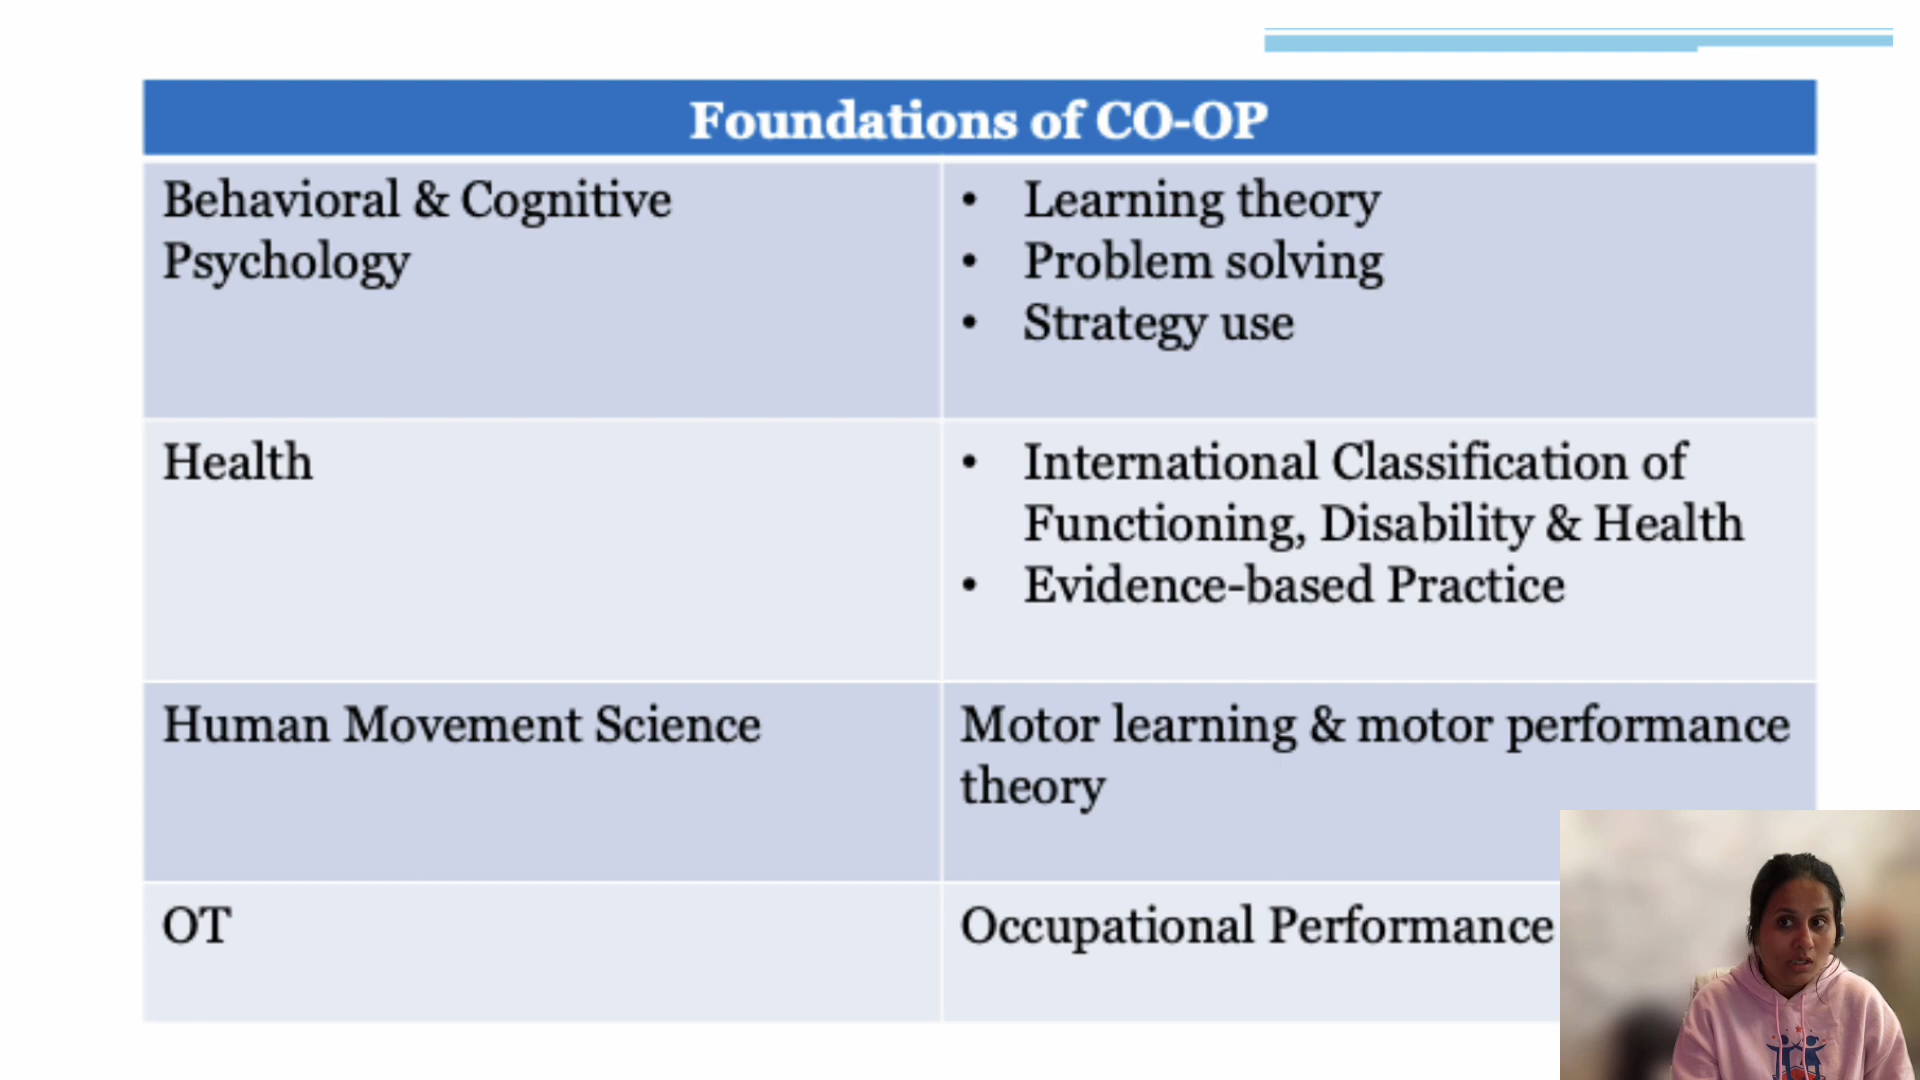 Foundations of CO-OP
Behavioral & Cognitive
Psychology
• Learning theory
• Problem solving
• Strategy use
Health
• International Classification of
Functioning, Disability & Health
• Evidence-based Practice
Human Movement Science
Motor learning & motor performance
theory
OT
Occupational Performance